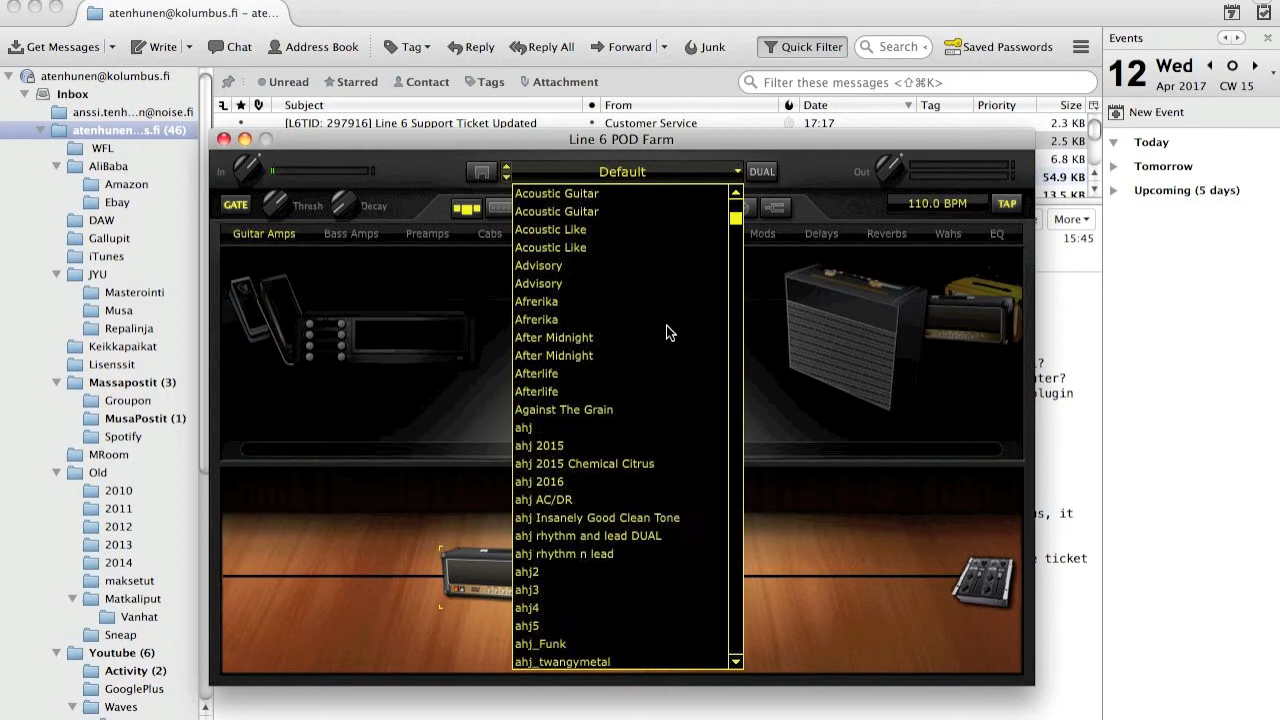 atenhunen@kolumbus.fi – ate...
Get Messages
Write
Chat
Address Book
Tag
Reply
Reply All
Forward
Junk
Quick Filter
Search
Saved Passwords
Events
12
Wed
Apr 2017
CW 15
New Event
Today
Tomorrow
Upcoming (5 days)
Unread
Starred
Contact
Tags
Attachment
Filter these messages <⇧⌘K>
Subject
From
Date
Tag
Priority
Size
[L6TID: 297916] Line 6 Support Ticket Updated
Customer Service
17:17
2.3 KB
2.5 KB
6.8 KB
54.9 KB
13.5 KB
More
15:45
plugin
s, it
e ticket
atenhunen@kolumbus.fi
Inbox
anssi.tenh...n@noise.fi
atenhunen...s.fi (46)
WFL
AliBaba
Amazon
Ebay
DAW
Gallupit
iTunes
JYU
Masterointi
Musa
Repalinja
Keikkapaikat
Lisenssit
Massapostit (3)
Groupon
MusaPostit (1)
Spotify
MRoom
Old
2010
2011
2012
2013
2014
maksetut
Matkaliput
Vanhat
Sneap
Youtube (6)
Activity (2)
GooglePlus
Waves
Line 6 POD Farm
In
Default
DUAL
Out
GATE
Thresh
Decay
110.0 BPM
TAP
Guitar Amps
Bass Amps
Preamps
Cabs
Mods
Delays
Reverbs
Wahs
EQ
Acoustic Guitar
Acoustic Guitar
Acoustic Like
Acoustic Like
Advisory
Advisory
Afrerika
Afrerika
After Midnight
After Midnight
Afterlife
Afterlife
Against The Grain
ahj
ahj 2015
ahj 2015 Chemical Citrus
ahj 2016
ahj AC/DR
ahj Insanely Good Clean Tone
ahj rhythm and lead DUAL
ahj rhythm n lead
ahj2
ahj3
ahj4
ahj5
ahj_Funk
ahj_twangymetal